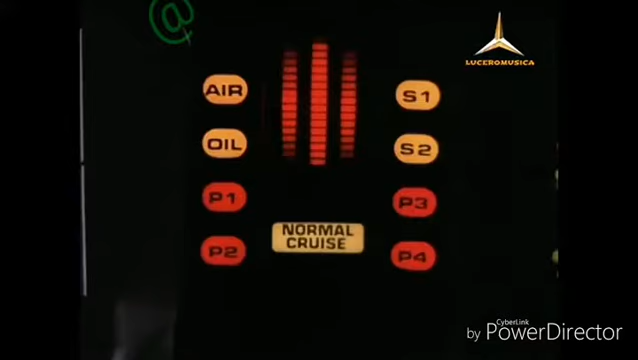 @
LUCEROMUSICA
AIR
S1
OIL
S2
P1
P3
NORMAL
CRUISE
P2
P4
CyberLink
by PowerDirector